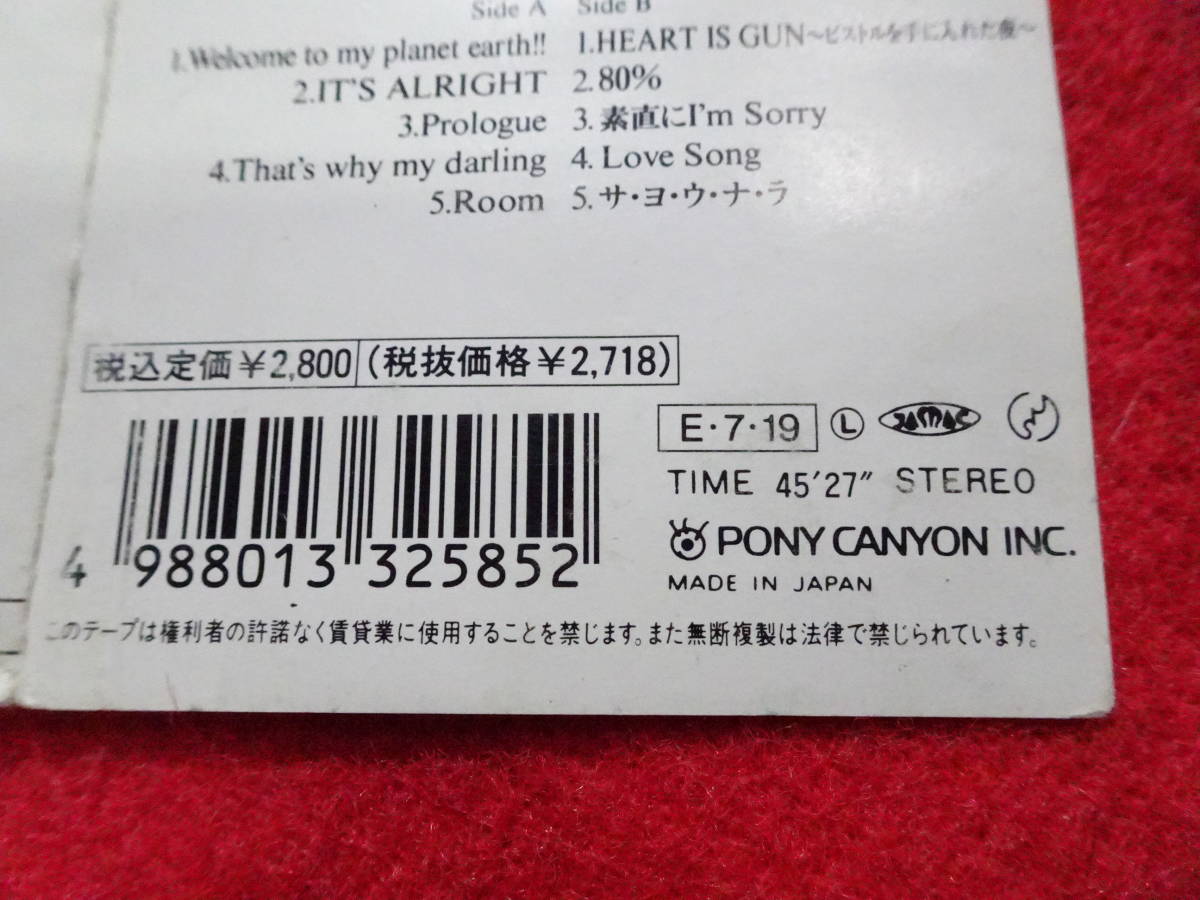 Side A
1.Welcome to my planet earth!!
2.IT'S ALRIGHT
3.Prologue
4.That's why my darling
5.Room
Side B
1.HEART IS GUN〜ピストルを手に入れた夜〜
2.80%
3.素直にI'm Sorry
4.Love Song
5.サ・ヨ・ウ・ナ・ラ
税込定価¥2,800 (税抜価格¥2,718)
E・7・19 L JASRAC
TIME 45'27" STEREO
PONY CANYON INC.
MADE IN JAPAN
4 988013 325852
このテープは権利者の許諾なく賃貸業に使用することを禁じます。また無断複製は法律で禁じられています。